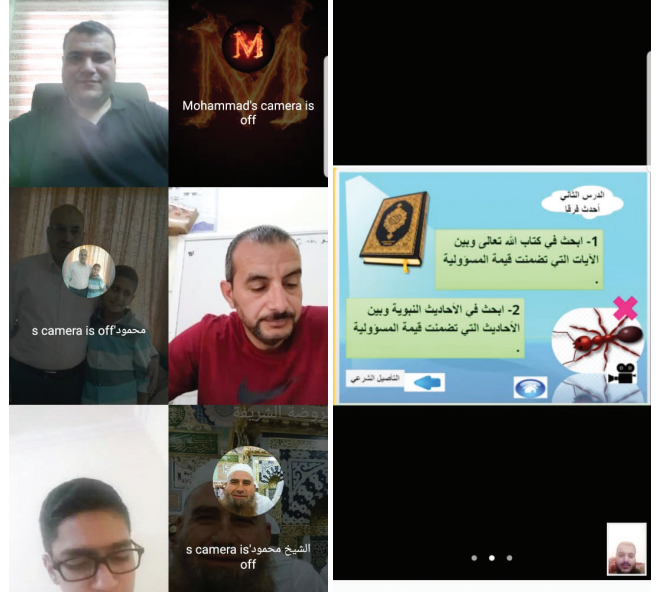 M
Mohammad's camera is
off
محمود's camera is off
روضة الشريفة
الشيخ محمود's camera is
off
الدرس الثاني
أحدث فرقا
1- ابحث في كتاب الله تعالى وبين
الآيات التي تضمنت قيمة المسؤولية
.
2- ابحث في الأحاديث النبوية وبين
الأحاديث التي تضمنت قيمة المسؤولية
.
التأصيل الشرعي